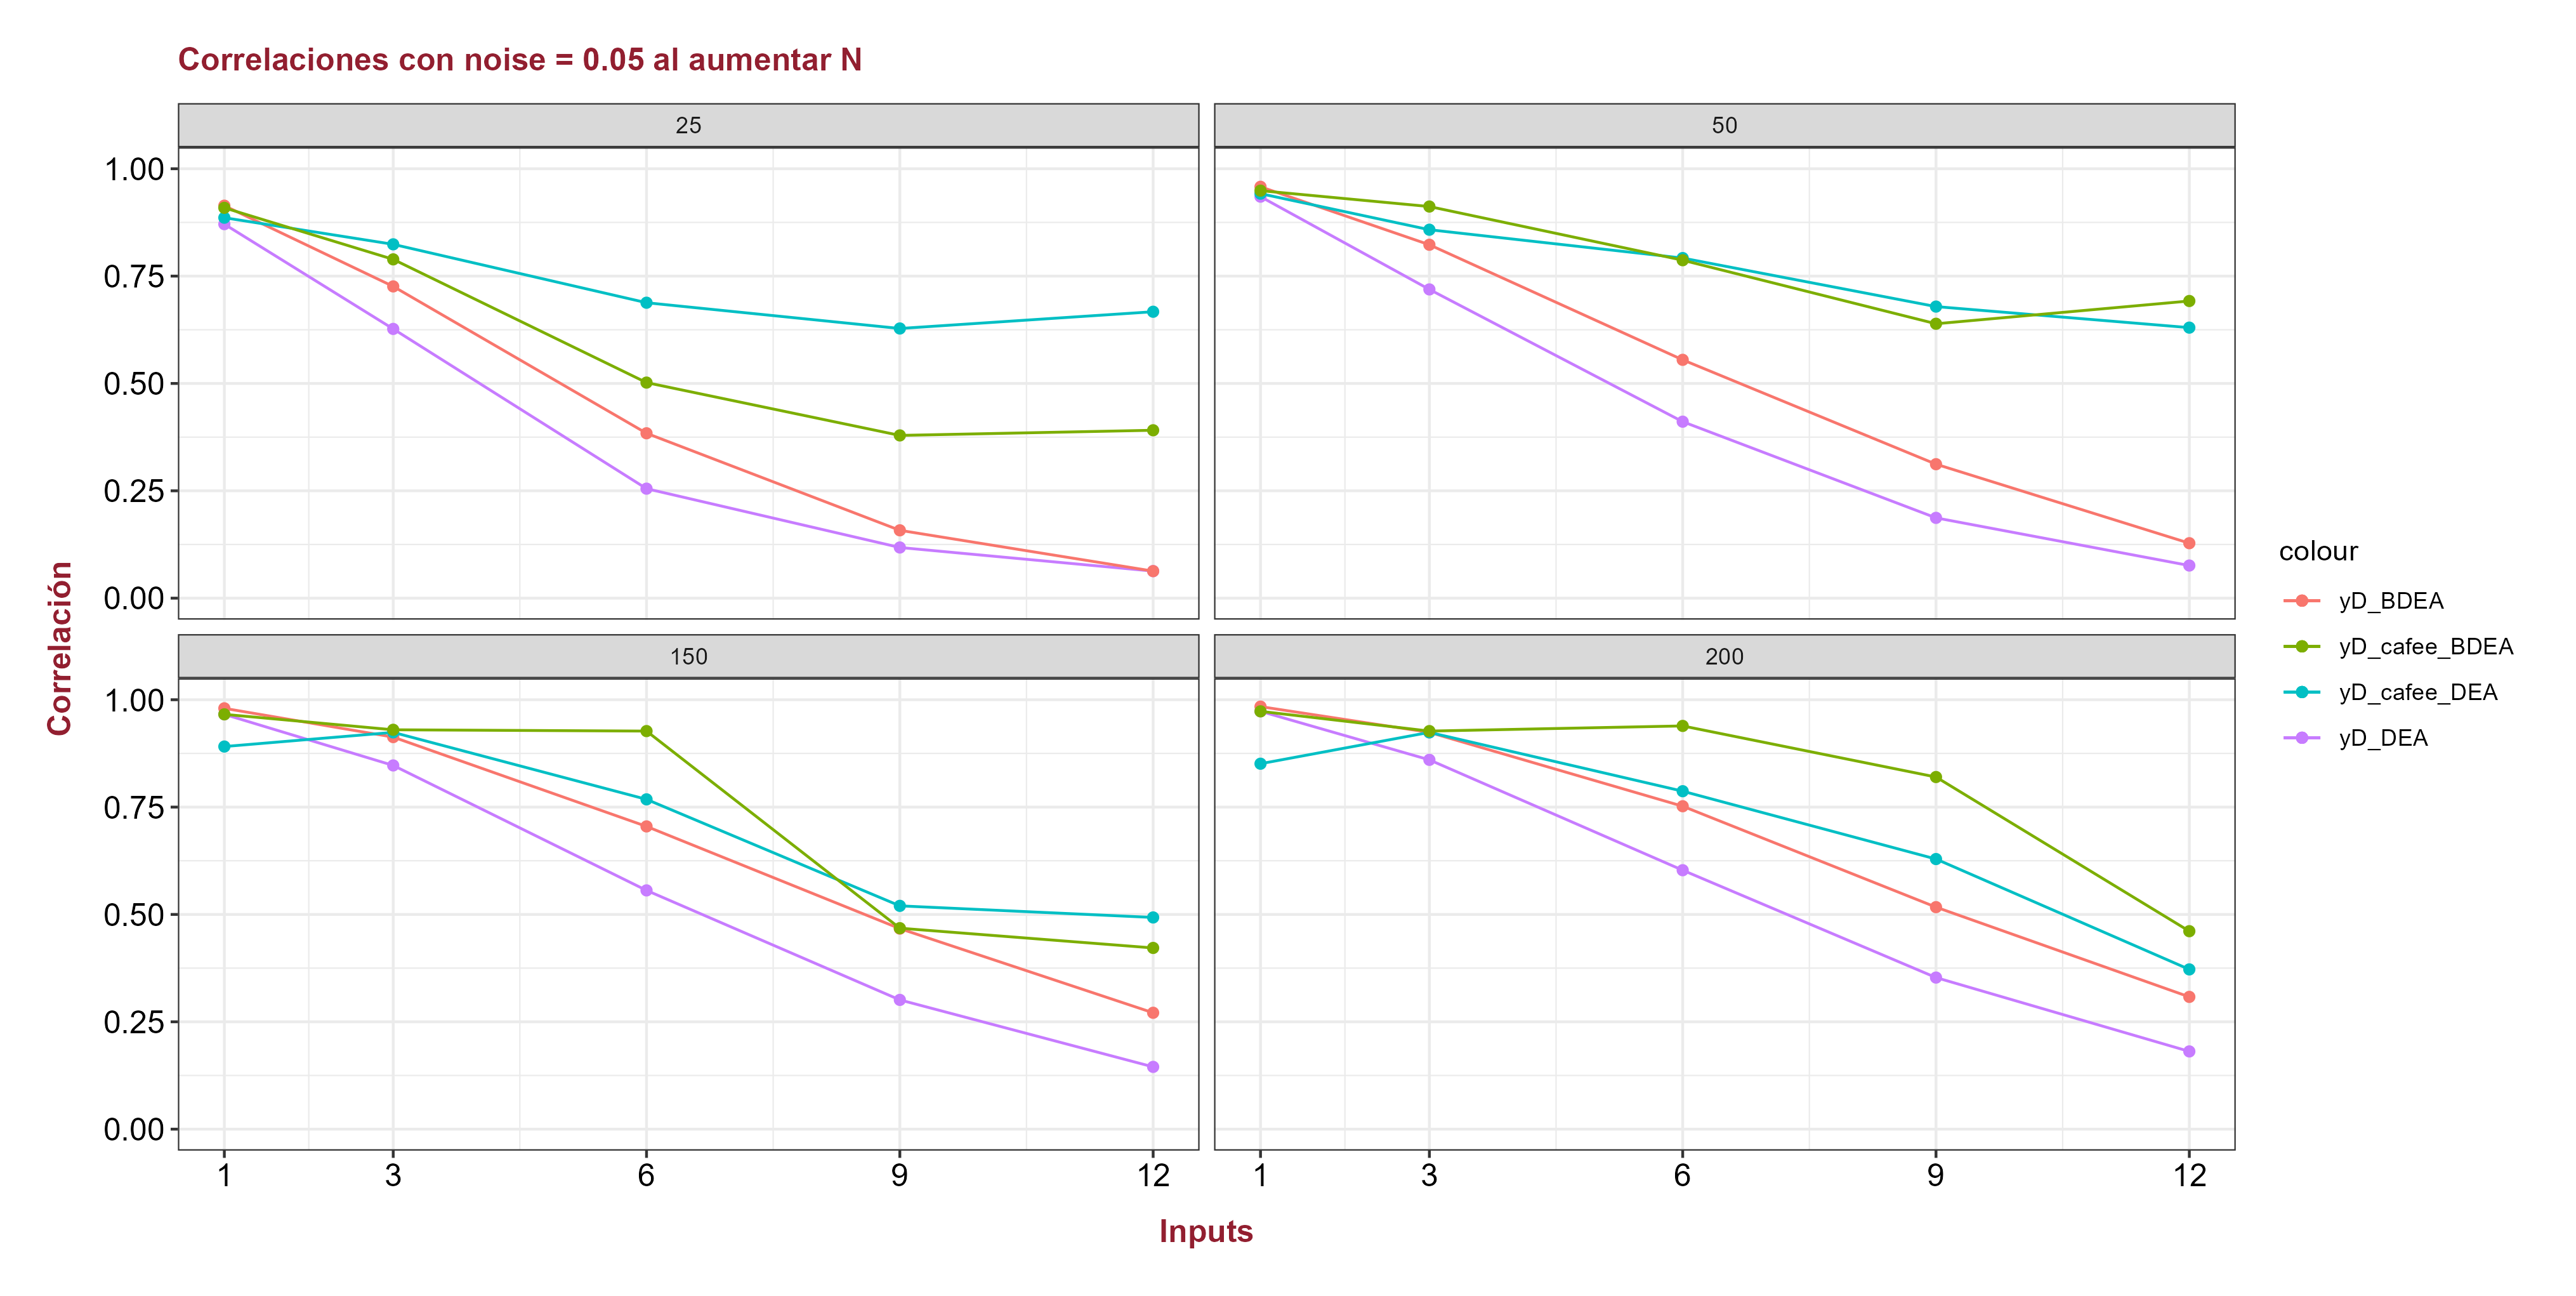 Correlaciones con noise = 0.05 al aumentar N
25
50
1.00
0.75
0.50
0.25
0.00
150
200
1.00
0.75
0.50
0.25
0.00
1 3 6 9 12
1 3 6 9 12
Correlación
Inputs
colour
yD_BDEA
yD_cafee_BDEA
yD_cafee_DEA
yD_DEA